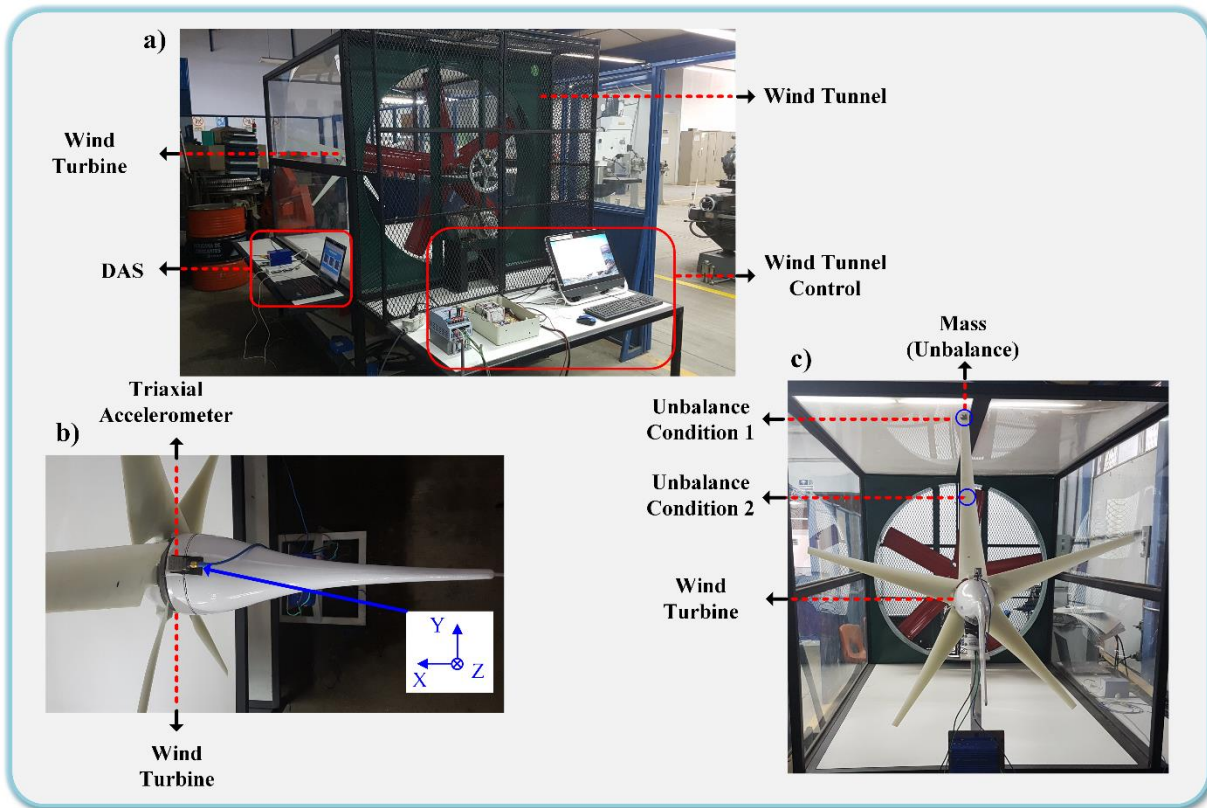 a)
Wind Tunnel
Wind
Turbine
DAS
Wind Tunnel
Control
Mass
(Unbalance)
c)
Triaxial
Accelerometer
b)
Unbalance
Condition 1
Unbalance
Condition 2
Y
X
Z
Wind
Turbine
Wind
Turbine